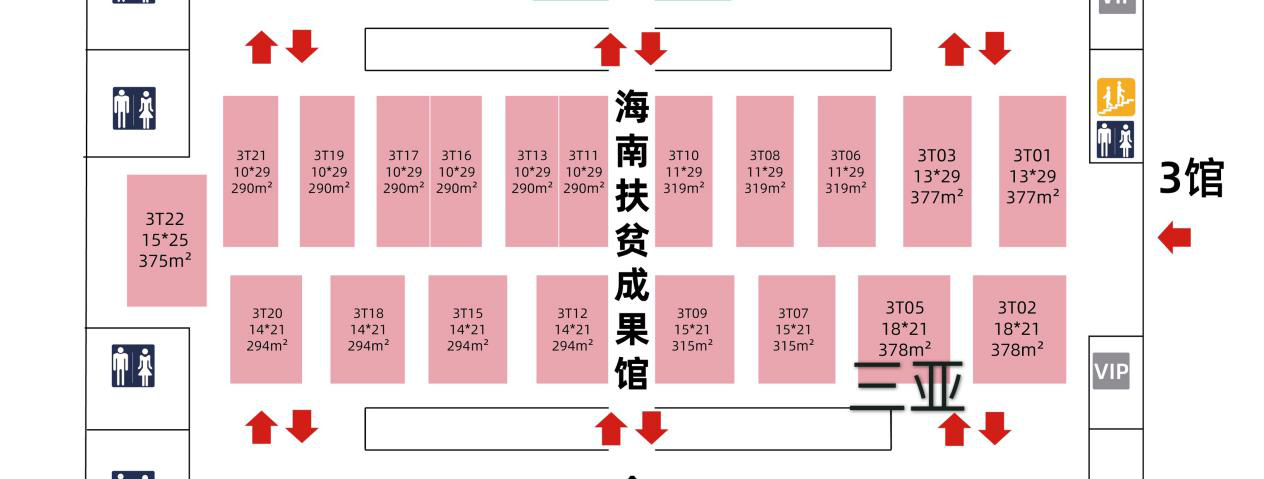 VIP
3T21
10*29
290m²
3T19
10*29
290m²
3T17
10*29
290m²
3T16
10*29
290m²
3T13
10*29
290m²
3T11
10*29
290m²
海南扶贫成果馆
3T10
11*29
319m²
3T08
11*29
319m²
3T06
11*29
319m²
3T03
13*29
377m²
3T01
13*29
377m²
3馆
3T22
15*25
375m²
3T20
14*21
294m²
3T18
14*21
294m²
3T15
14*21
294m²
3T12
14*21
294m²
3T09
15*21
315m²
3T07
15*21
315m²
3T05
18*21
378m²
3T02
18*21
378m²
三亚
VIP